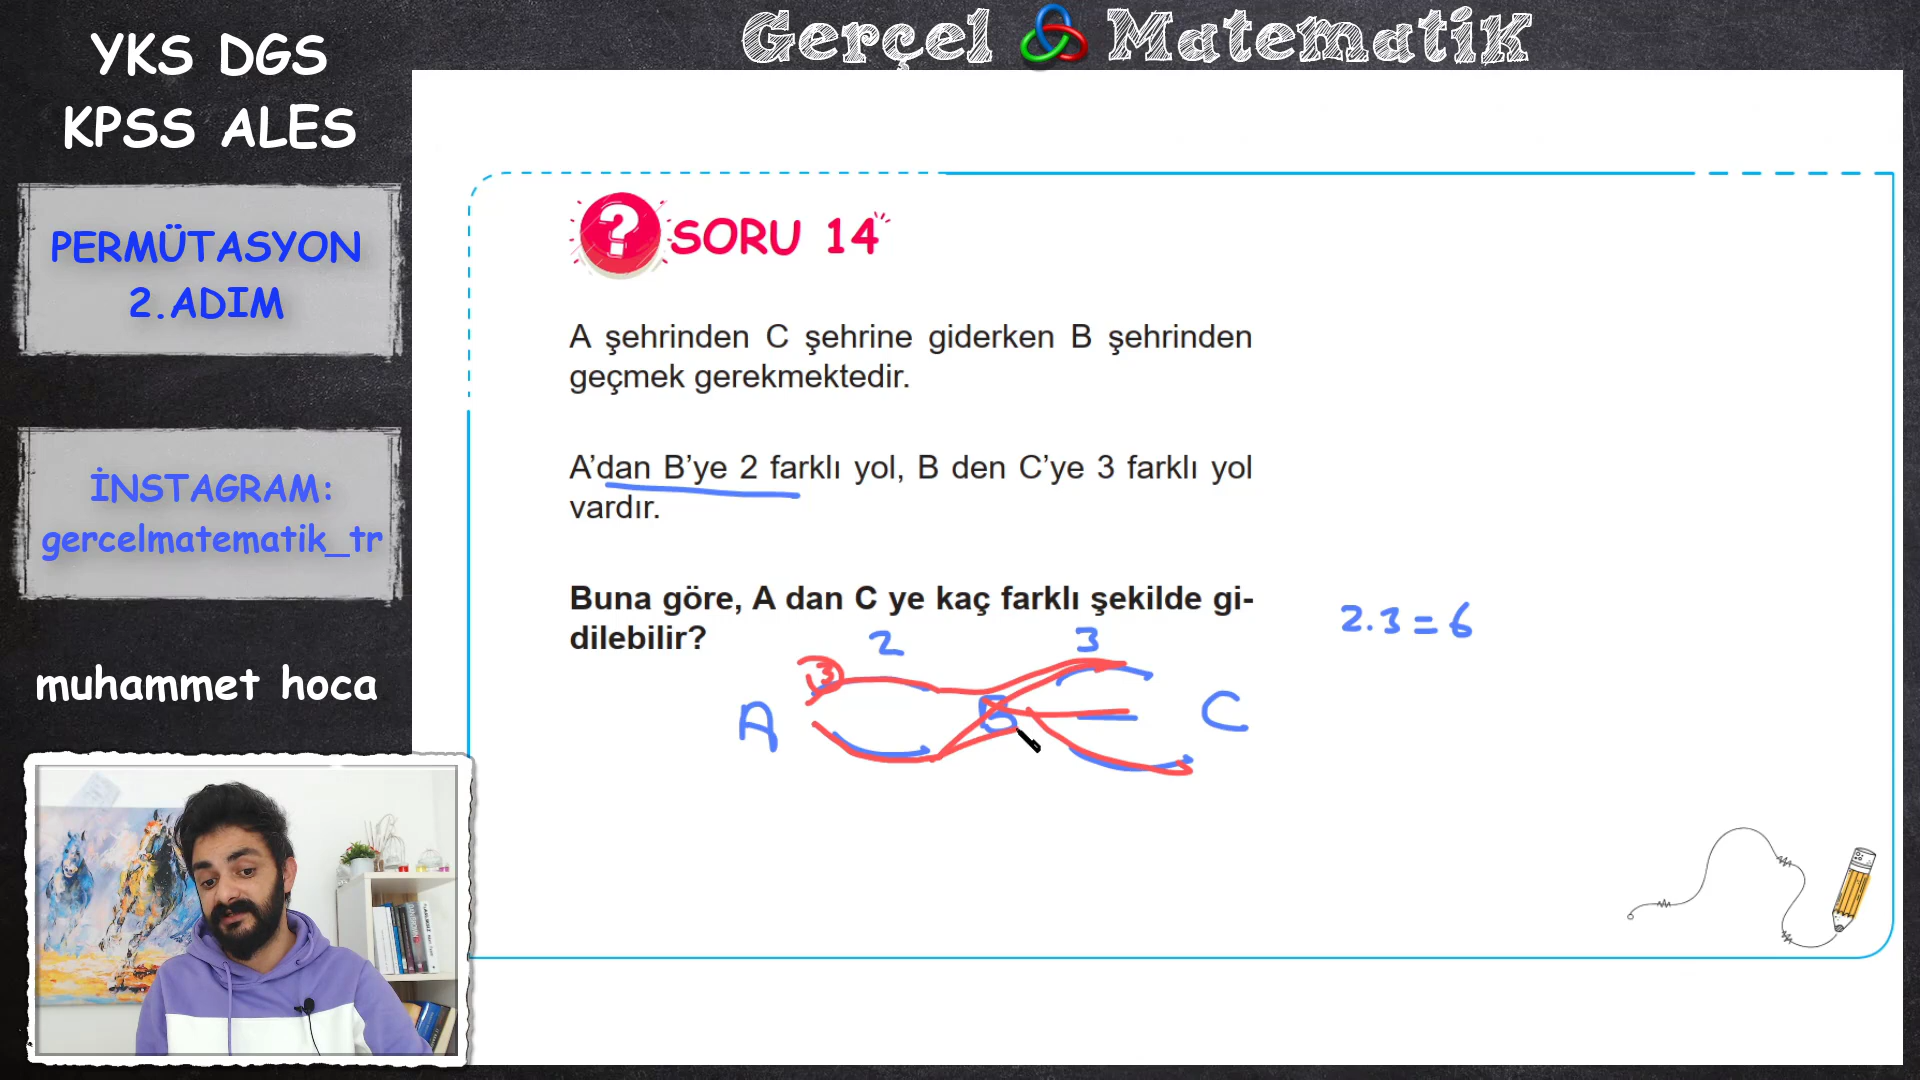 Gerçel Matematik
YKS DGS
KPSS ALES
PERMÜTASYON
2.ADIM
İNSTAGRAM:
gercelmatematik_tr
muhammet hoca
? SORU 14
A şehrinden C şehrine giderken B şehrinden
geçmek gerekmektedir.
A'dan B'ye 2 farklı yol, B den C'ye 3 farklı yol
vardır.
Buna göre, A dan C ye kaç farklı şekilde gi-
dilebilir?
2.3=6
2 3
3
A B C